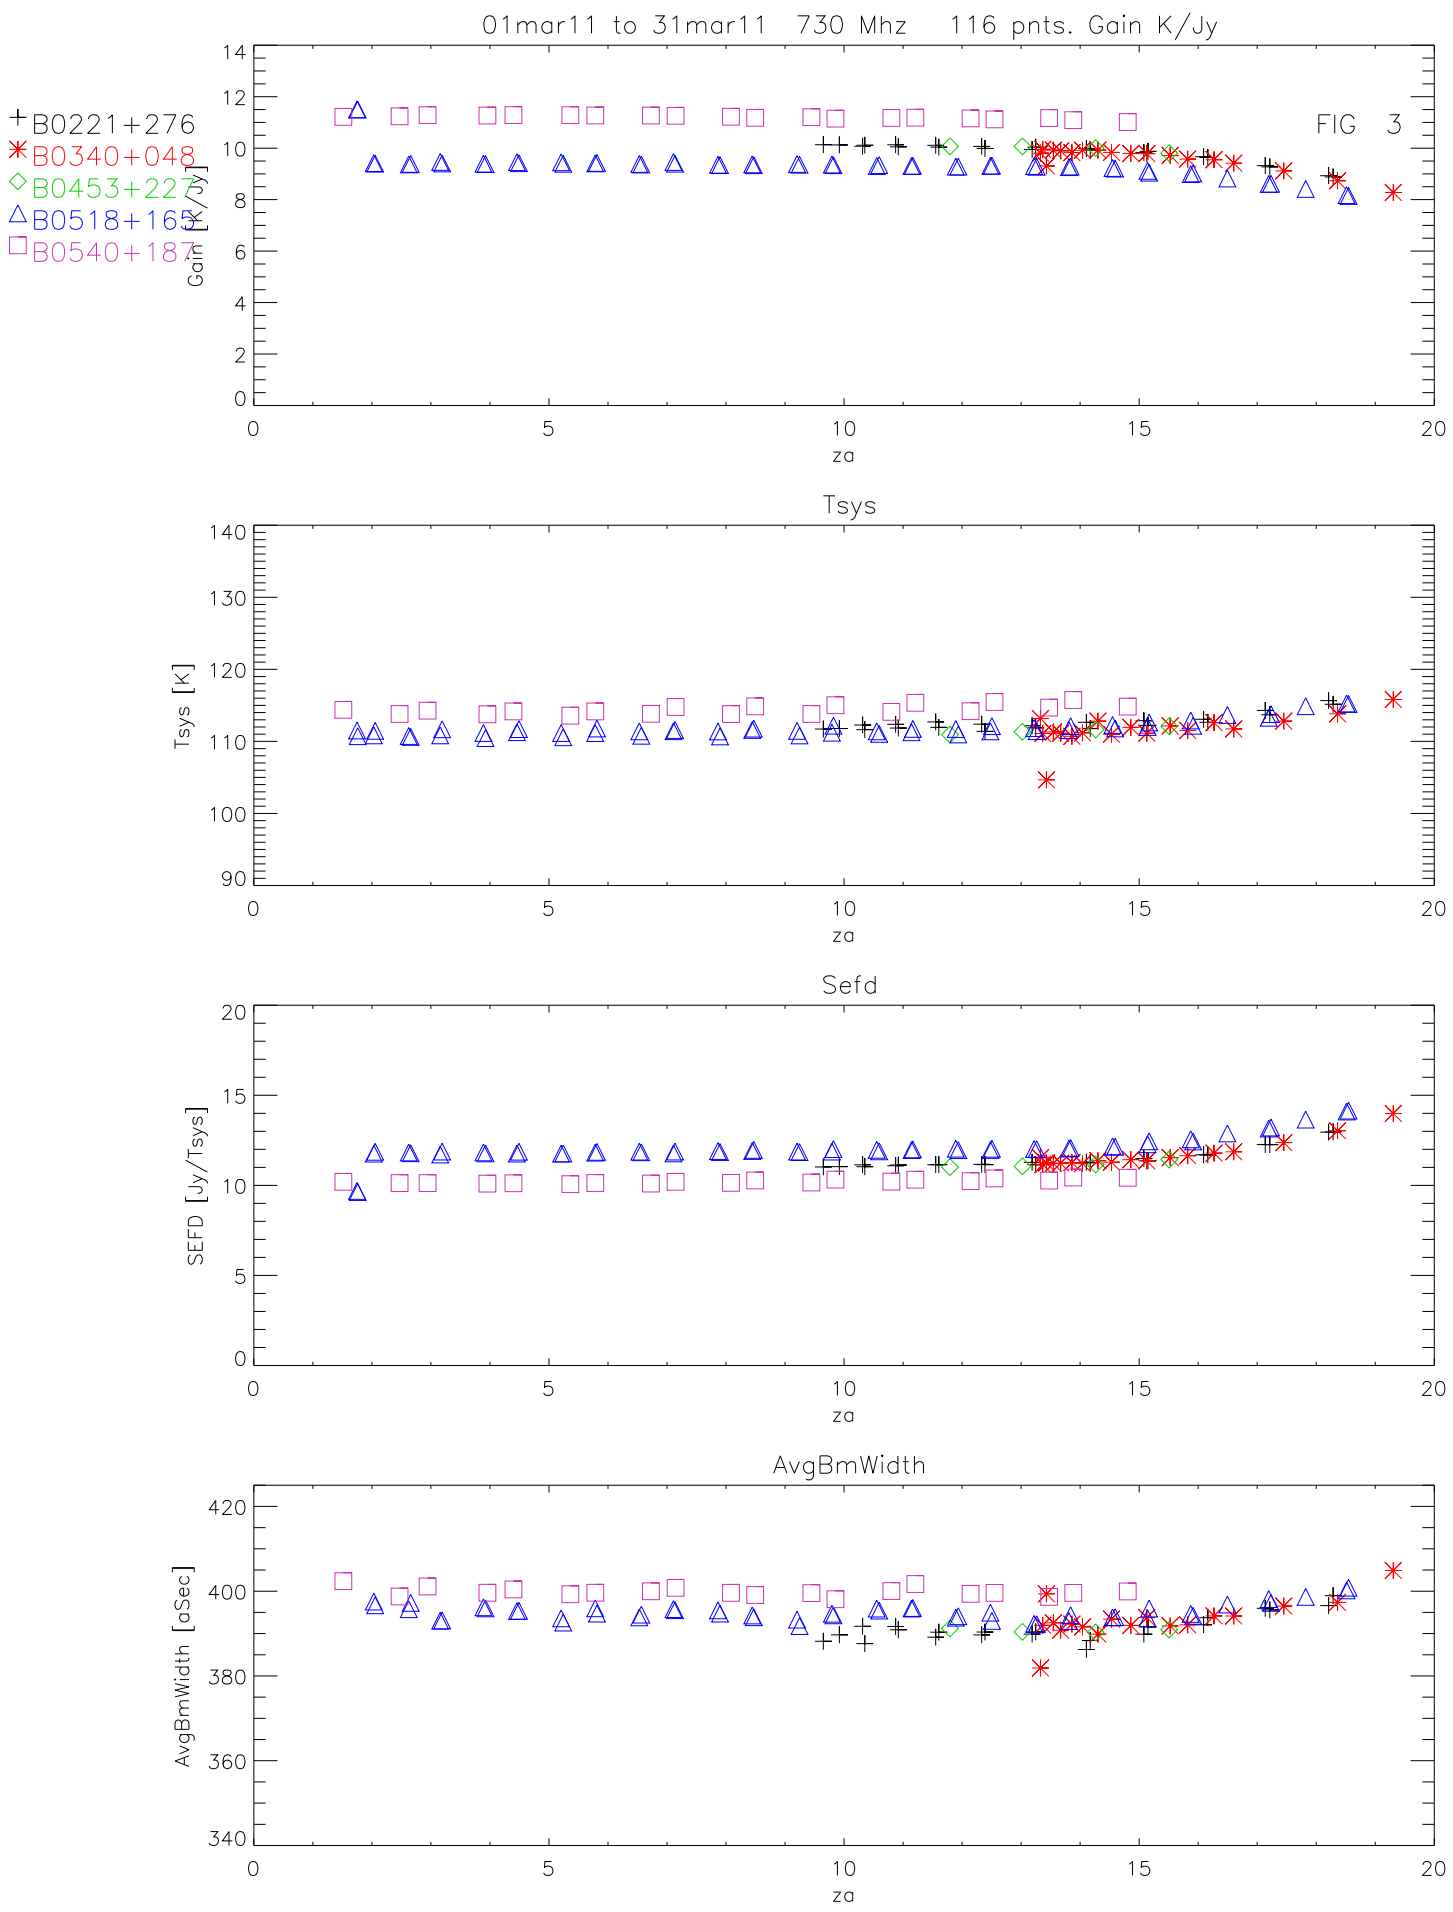 01mar11 to 31mar11 730 Mhz 116 pnts. Gain K/Jy
FIG 3
B0221+276
B0340+048
B0453+227
B0518+165
B0540+187
Gain [K/Jy]
14
12
10
8
6
4
2
0
0 5 10 15 20
za
Tsys
Tsys [K]
140
130
120
110
100
90
0 5 10 15 20
za
Sefd
SEFD [Jy/Tsys]
20
15
10
5
0
0 5 10 15 20
za
AvgBmWidth
AvgBmWidth [aSec]
420
400
380
360
340
0 5 10 15 20
za